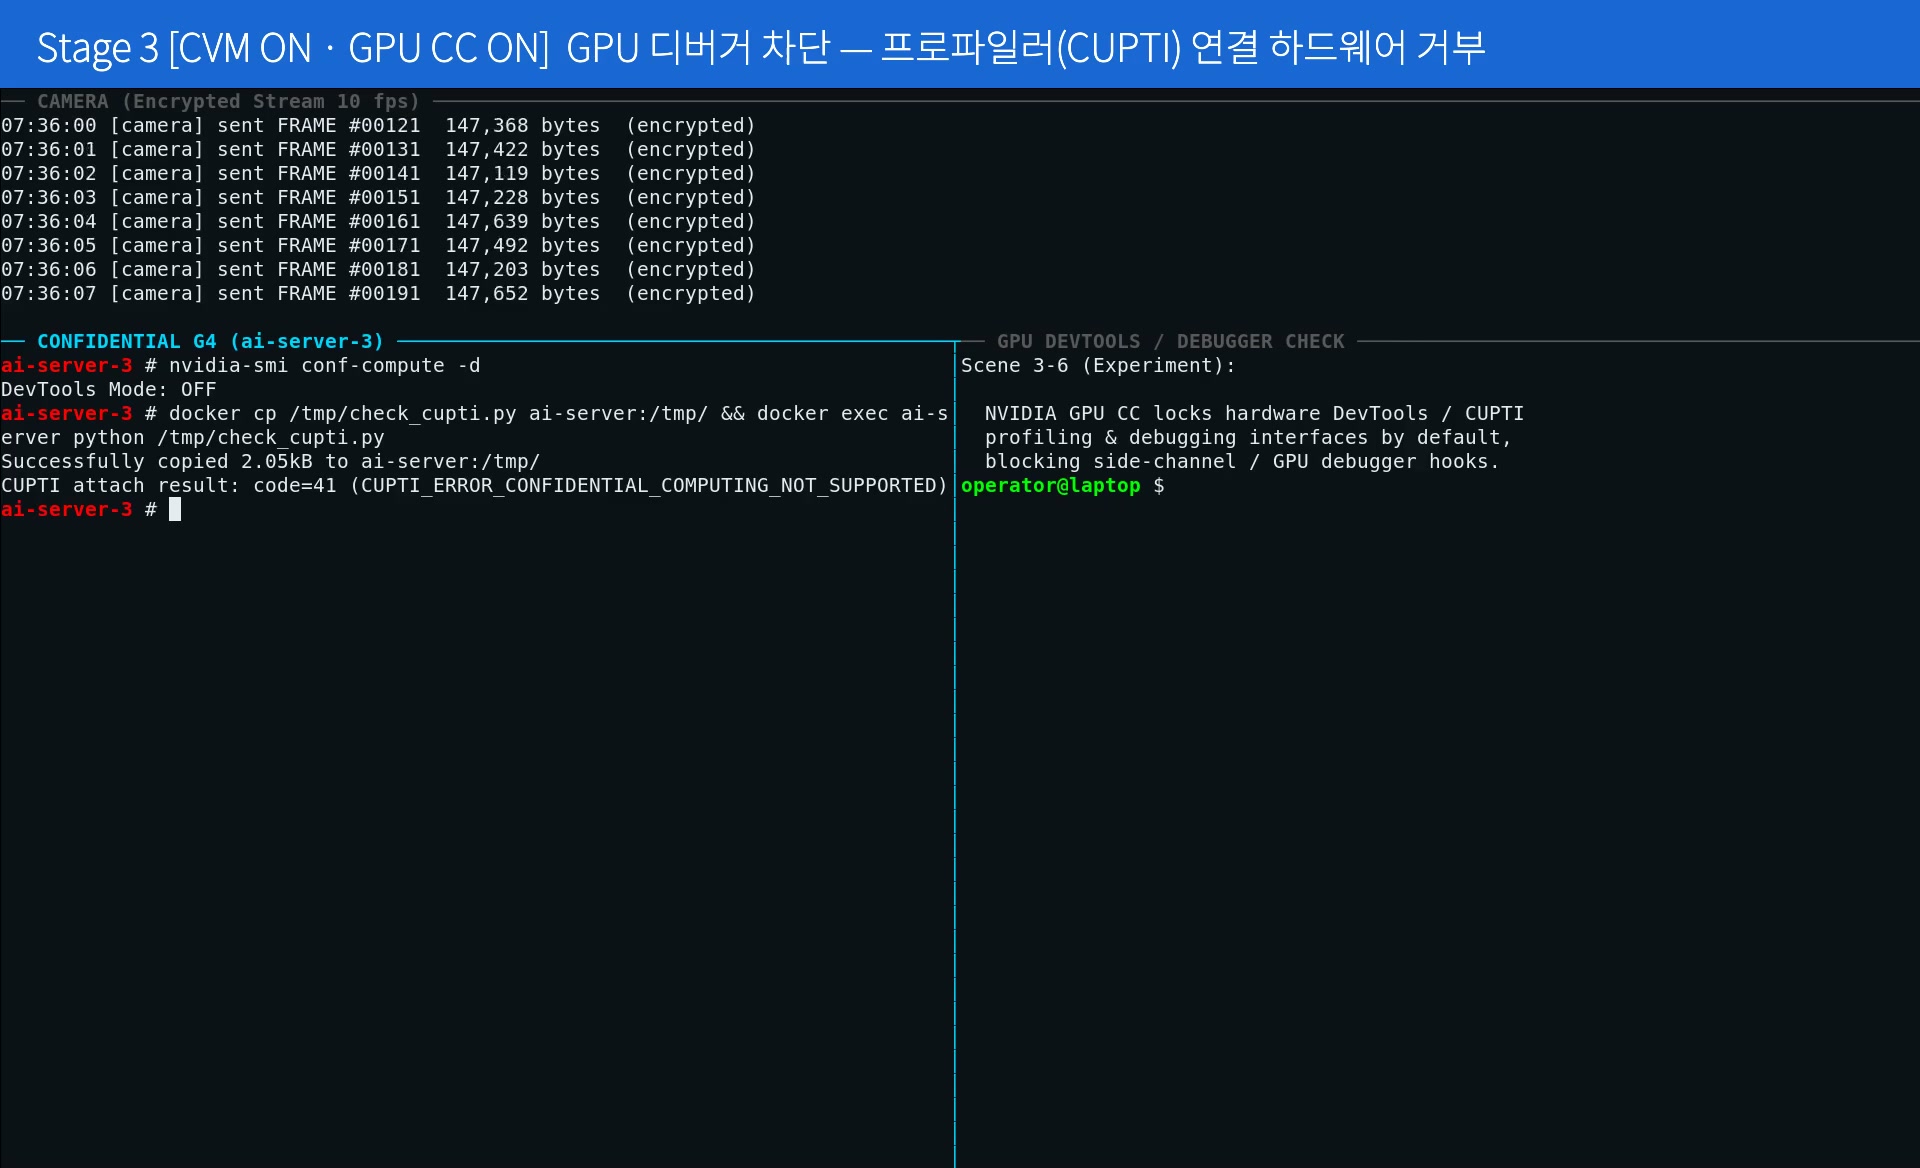 Stage 3 [CVM ON · GPU CC ON] GPU 디버거 차단 — 프로파일러(CUPTI) 연결 하드웨어 거부
CAMERA (Encrypted Stream 10 fps)
07:36:00 [camera] sent FRAME #00121 147,368 bytes (encrypted)
07:36:01 [camera] sent FRAME #00131 147,422 bytes (encrypted)
07:36:02 [camera] sent FRAME #00141 147,119 bytes (encrypted)
07:36:03 [camera] sent FRAME #00151 147,228 bytes (encrypted)
07:36:04 [camera] sent FRAME #00161 147,639 bytes (encrypted)
07:36:05 [camera] sent FRAME #00171 147,492 bytes (encrypted)
07:36:06 [camera] sent FRAME #00181 147,203 bytes (encrypted)
07:36:07 [camera] sent FRAME #00191 147,652 bytes (encrypted)
CONFIDENTIAL G4 (ai-server-3)
ai-server-3 # nvidia-smi conf-compute -d
DevTools Mode: OFF
ai-server-3 # docker cp /tmp/check_cupti.py ai-server:/tmp/ && docker exec ai-s
erver python /tmp/check_cupti.py
Successfully copied 2.05kB to ai-server:/tmp/
CUPTI attach result: code=41 (CUPTI_ERROR_CONFIDENTIAL_COMPUTING_NOT_SUPPORTED)
ai-server-3 #
GPU DEVTOOLS / DEBUGGER CHECK
Scene 3-6 (Experiment):
NVIDIA GPU CC locks hardware DevTools / CUPTI
profiling & debugging interfaces by default,
blocking side-channel / GPU debugger hooks.
operator@laptop $